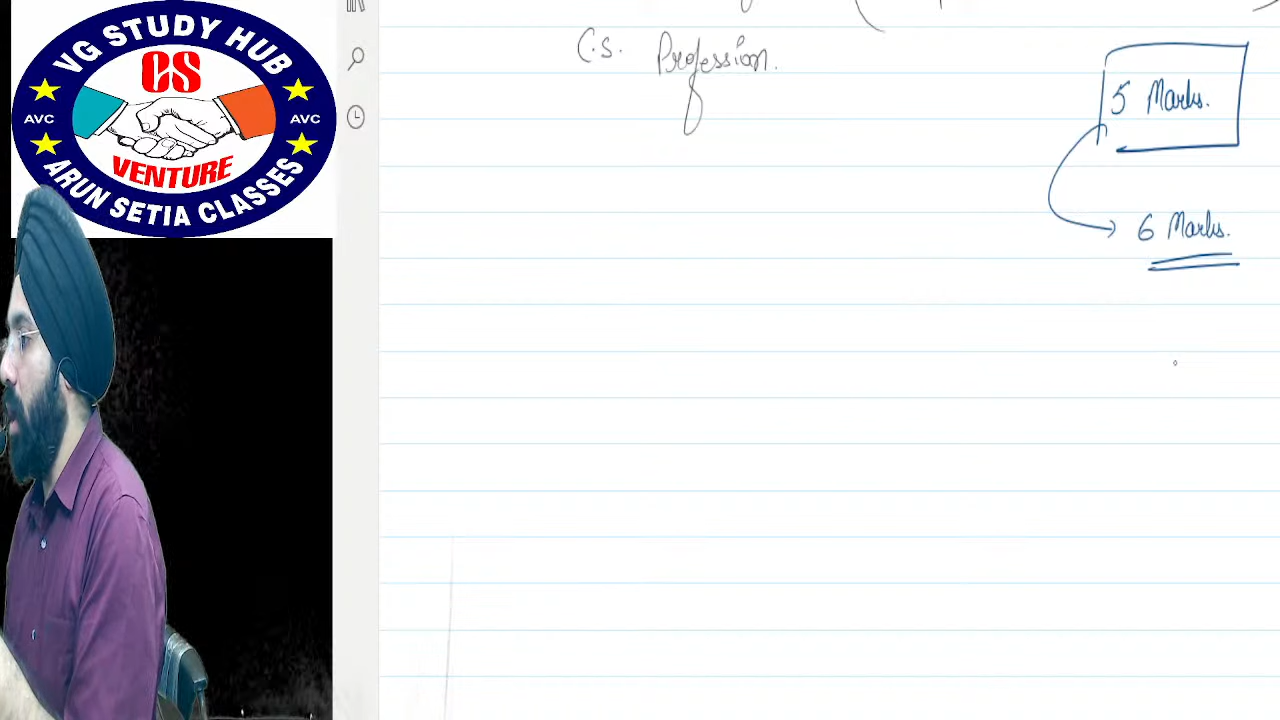 VG STUDY HUB
CS
AVC
AVC
VENTURE
ARUN SETIA CLASSES
C.S. Profession.
5 Marks.
6 Marks.